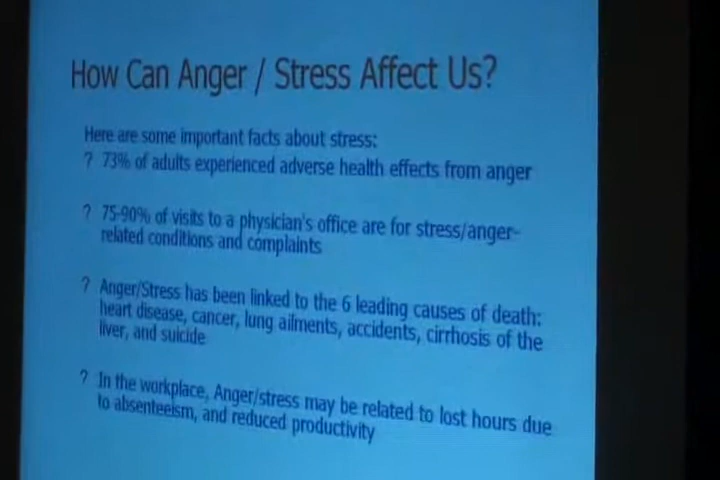 How Can Anger / Stress Affect Us?
Here are some important facts about stress:
? 73% of adults experienced adverse health effects from anger
? 75-90% of visits to a physician's office are for stress/anger-
related conditions and complaints
? Anger/Stress has been linked to the 6 leading causes of death:
heart disease, cancer, lung ailments, accidents, cirrhosis of the
liver, and suicide
? In the workplace, Anger/stress may be related to lost hours due
to absenteeism, and reduced productivity